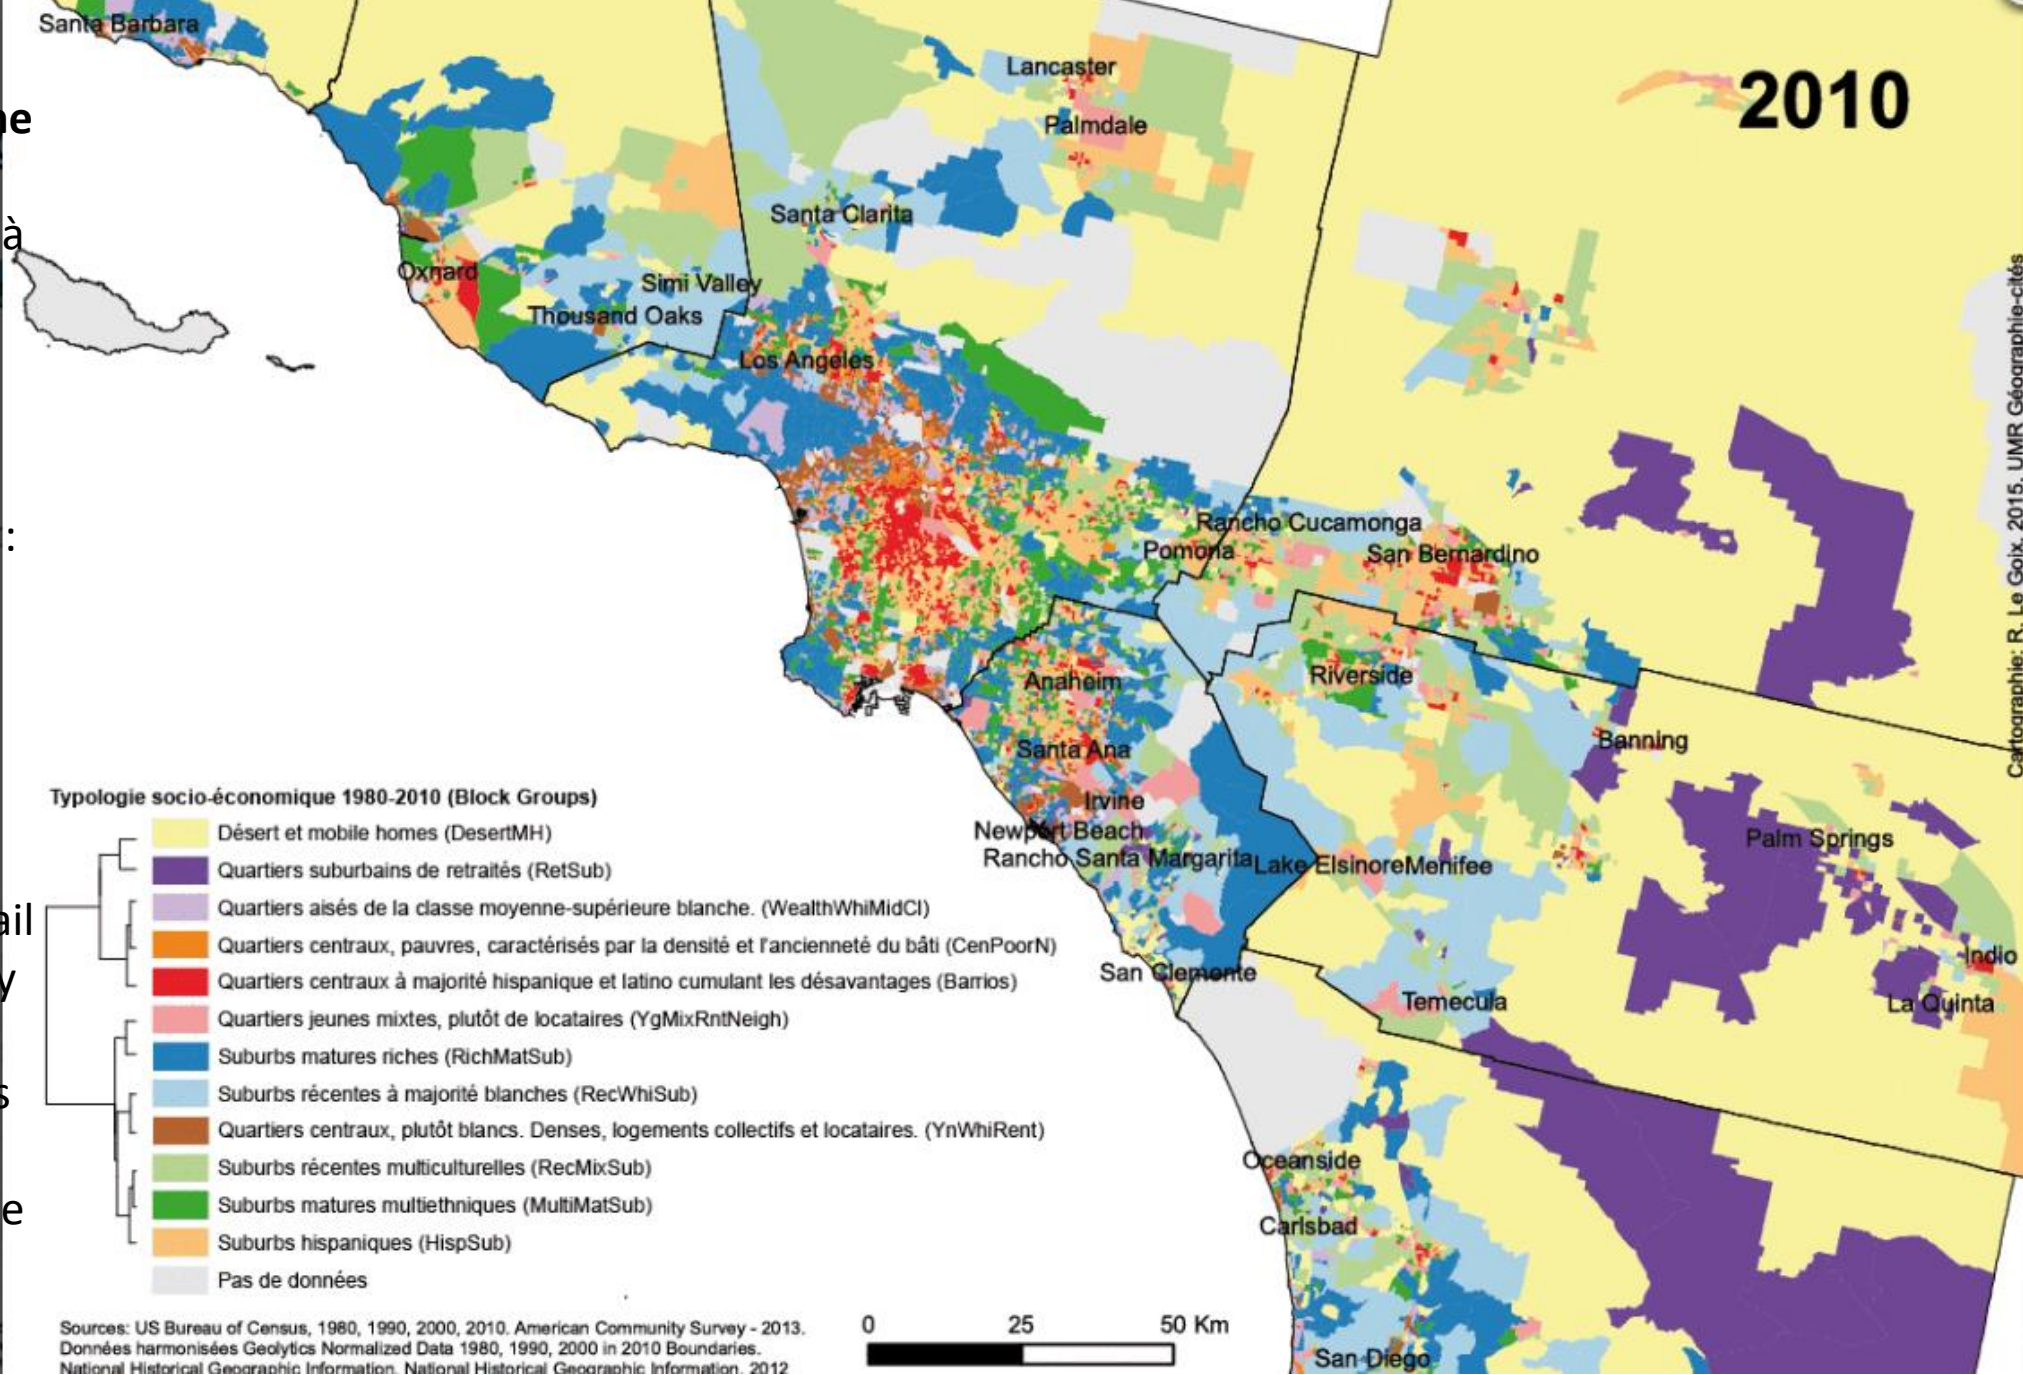 Santa Barbara
ne
à
:
ail
y
s
e
Lancaster
2010
Palmdale
Santa Clarita
Oxnard
Simi Valley
Thousand Oaks
Los Angeles
Rancho Cucamonga
Pomona
San Bernardino
Anaheim
Riverside
Banning
Santa Ana
Irvine
Newport Beach
Rancho Santa Margarita
Lake Elsinore
Menifee
Palm Springs
San Clemonte
Temecula
Indio
La Quinta
Oceanside
Carlsbad
San Diego
Cartographie: R. Le Goix, 2015, UMR Géographie-cités
Typologie socio-économique 1980-2010 (Block Groups)
Désert et mobile homes (DesertMH)
Quartiers suburbains de retraités (RetSub)
Quartiers aisés de la classe moyenne-supérieure blanche. (WealthWhiMidCl)
Quartiers centraux, pauvres, caractérisés par la densité et l'ancienneté du bâti (CenPoorN)
Quartiers centraux à majorité hispanique et latino cumulant les désavantages (Barrios)
Quartiers jeunes mixtes, plutôt de locataires (YgMixRntNeigh)
Suburbs matures riches (RichMatSub)
Suburbs récentes à majorité blanches (RecWhiSub)
Quartiers centraux, plutôt blancs. Denses, logements collectifs et locataires. (YnWhiRent)
Suburbs récentes multiculturelles (RecMixSub)
Suburbs matures multiethniques (MultiMatSub)
Suburbs hispaniques (HispSub)
Pas de données
Sources: US Bureau of Census, 1980, 1990, 2000, 2010. American Community Survey - 2013.
Données harmonisées Geolytics Normalized Data 1980, 1990, 2000 in 2010 Boundaries.
National Historical Geographic Information. National Historical Geographic Information. 2012
0 25 50 Km